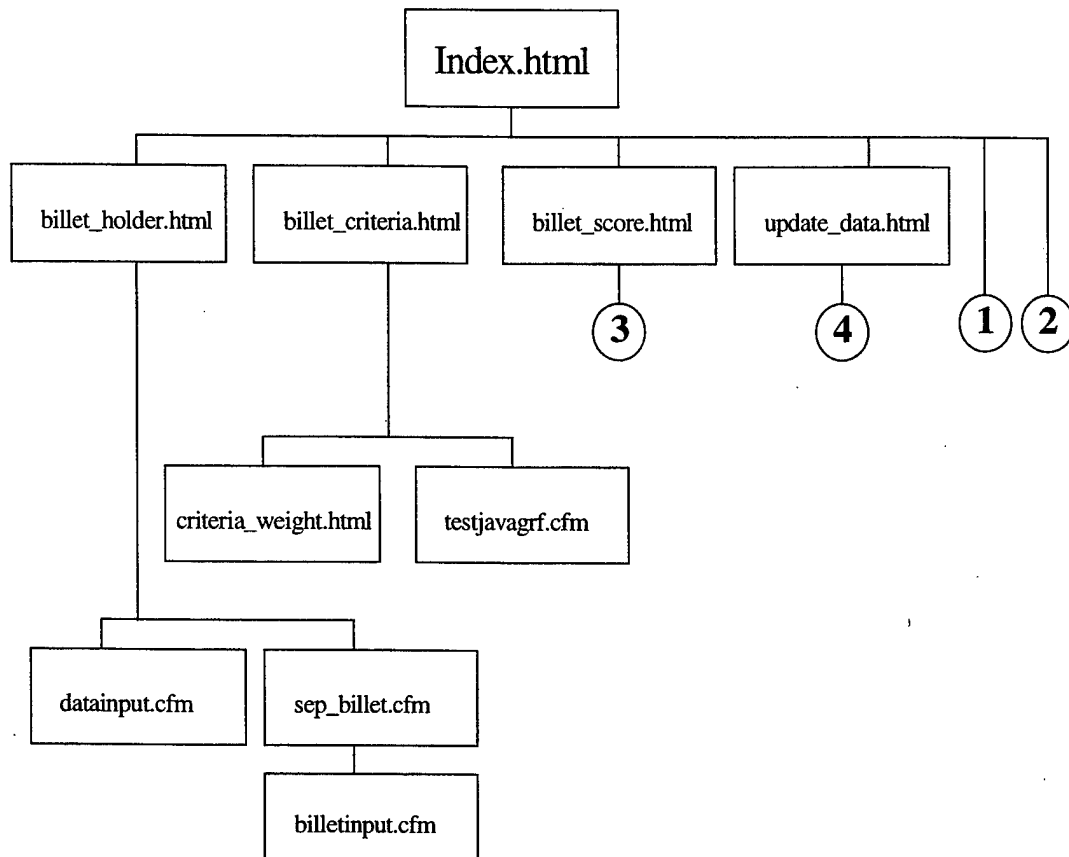 Index.html
billet_holder.html
billet_criteria.html
billet_score.html
update_data.html
3
4
1
2
criteria_weight.html
testjavagrf.cfm
datainput.cfm
sep_billet.cfm
billetinput.cfm